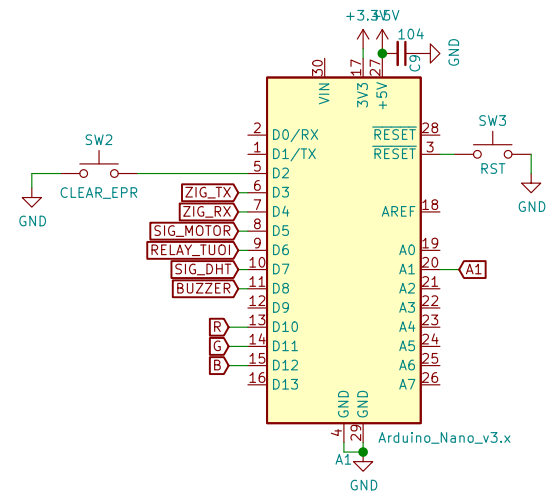 +3.3V
+5V
104
C9
GND
30
17
27
VIN
3V3
+5V
2
D0/RX
RESET
28
SW3
SW2
1
D1/TX
RESET
3
RST
5
D2
CLEAR_EPR
GND
GND
ZIG_TX
6
D3
ZIG_RX
7
D4
AREF
18
SIG_MOTOR
8
D5
RELAY_TUOI
9
D6
A0
19
SIG_DHT
10
D7
A1
20
A1
BUZZER
11
D8
A2
21
12
D9
A3
22
R
13
D10
A4
23
G
14
D11
A5
24
B
15
D12
A6
25
16
D13
A7
26
GND
GND
4
29
Arduino_Nano_v3.x
A1
GND